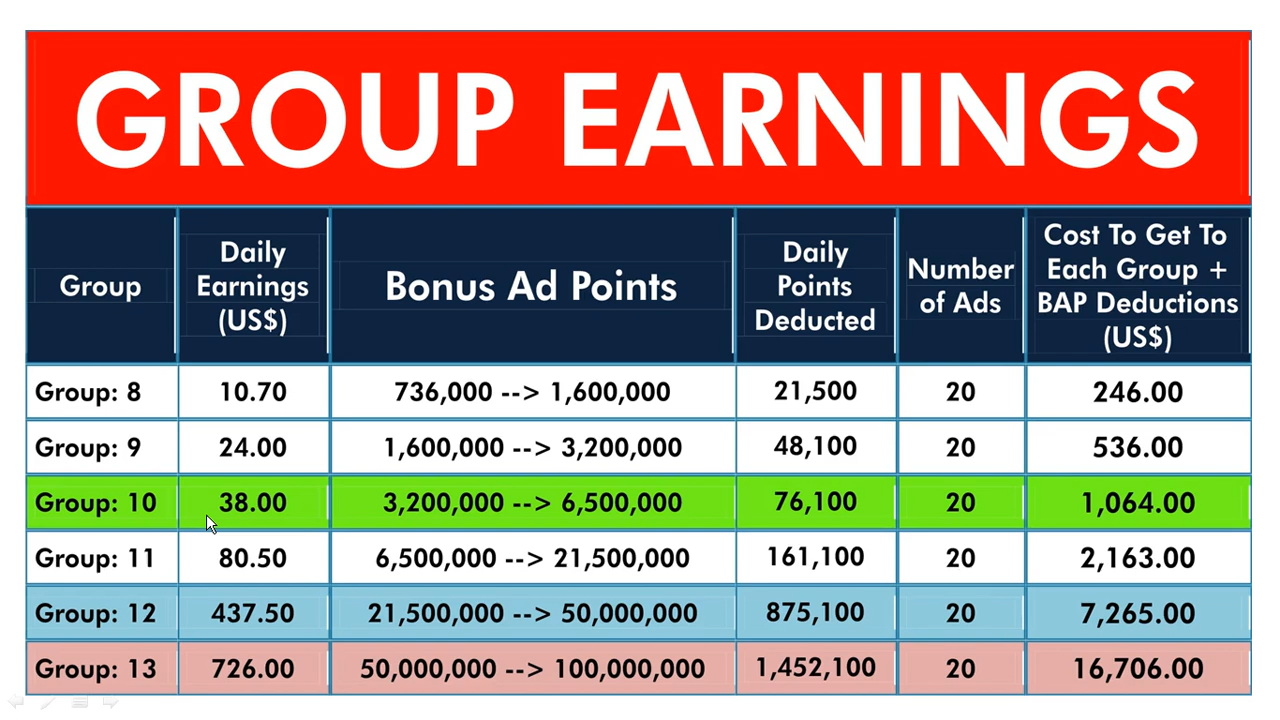 GROUP EARNINGS
Group
Daily
Earnings
(US$)
Bonus Ad Points
Daily
Points
Deducted
Number
of Ads
Cost To Get To
Each Group +
BAP Deductions
(US$)
Group: 8 10.70 736,000 --> 1,600,000 21,500 20 246.00
Group: 9 24.00 1,600,000 --> 3,200,000 48,100 20 536.00
Group: 10 38.00 3,200,000 --> 6,500,000 76,100 20 1,064.00
Group: 11 80.50 6,500,000 --> 21,500,000 161,100 20 2,163.00
Group: 12 437.50 21,500,000 --> 50,000,000 875,100 20 7,265.00
Group: 13 726.00 50,000,000 --> 100,000,000 1,452,100 20 16,706.00